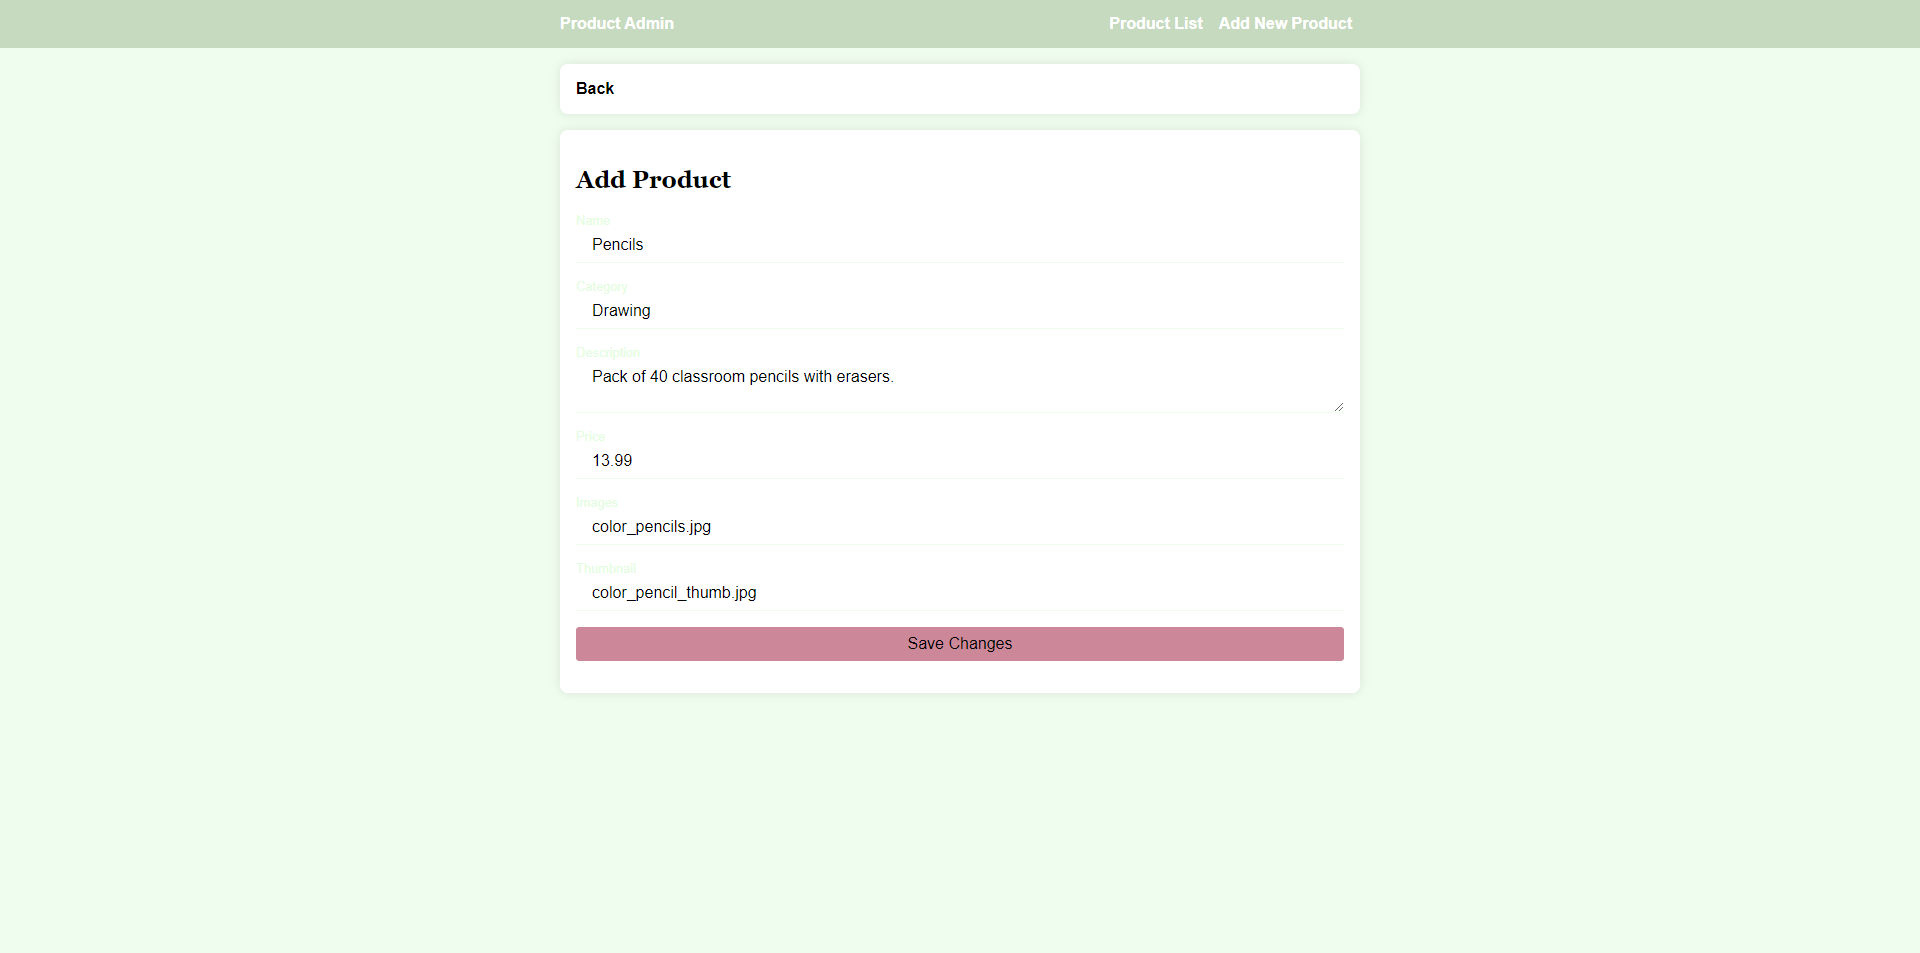 Product Admin
Product List Add New Product
Back
Add Product
Name
Pencils
Category
Drawing
Description
Pack of 40 classroom pencils with erasers.
Price
13.99
Images
color_pencils.jpg
Thumbnail
color_pencil_thumb.jpg
Save Changes